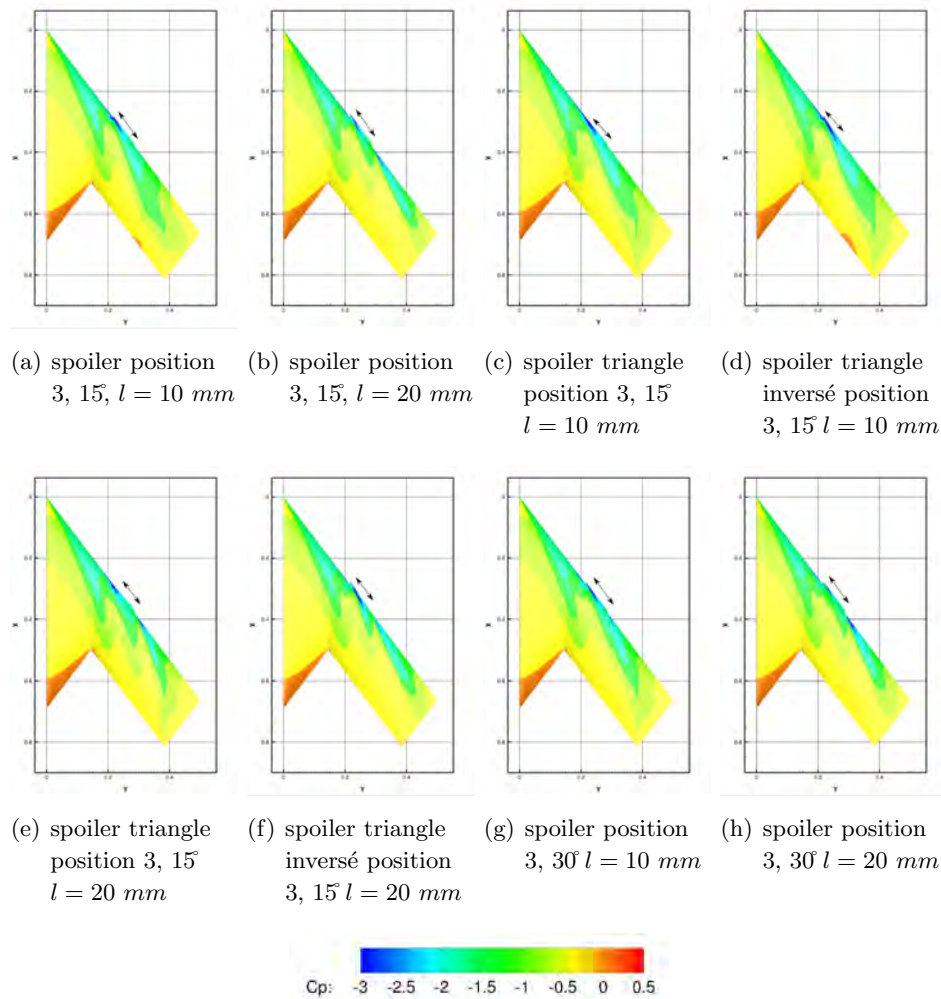 (a) spoiler position
3, 15°, l = 10 mm
(b) spoiler position
3, 15°, l = 20 mm
(c) spoiler triangle
position 3, 15°
l = 10 mm
(d) spoiler triangle
inversé position
3, 15° l = 10 mm
(e) spoiler triangle
position 3, 15°
l = 20 mm
(f) spoiler triangle
inversé position
3, 15° l = 20 mm
(g) spoiler position
3, 30° l = 10 mm
(h) spoiler position
3, 30° l = 20 mm
Cp: -3 -2.5 -2 -1.5 -1 -0.5 0 0.5